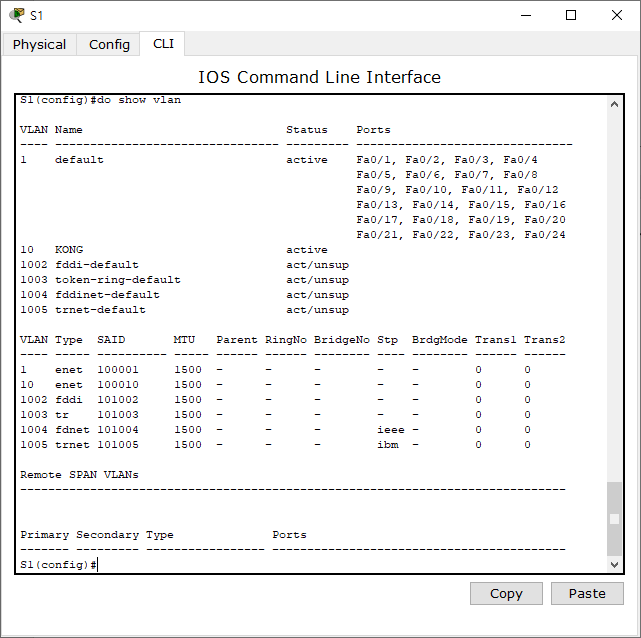 S1
Physical Config CLI
IOS Command Line Interface
S1(config)#do show vlan
VLAN Name                             Status    Ports
---- -------------------------------- --------- -------------------------------
1    default                          active    Fa0/1, Fa0/2, Fa0/3, Fa0/4
                                                Fa0/5, Fa0/6, Fa0/7, Fa0/8
                                                Fa0/9, Fa0/10, Fa0/11, Fa0/12
                                                Fa0/13, Fa0/14, Fa0/15, Fa0/16
                                                Fa0/17, Fa0/18, Fa0/19, Fa0/20
                                                Fa0/21, Fa0/22, Fa0/23, Fa0/24
10   KONG                             active
1002 fddi-default                     act/unsup
1003 token-ring-default               act/unsup
1004 fddinet-default                  act/unsup
1005 trnet-default                    act/unsup
VLAN Type  SAID       MTU   Parent RingNo BridgeNo Stp  BrdgMode Trans1 Trans2
---- ----- ---------- ----- ------ ------ -------- ---- -------- ------ ------
1    enet  100001     1500  -      -      -        -    -        0      0
10   enet  100010     1500  -      -      -        -    -        0      0
1002 fddi  101002     1500  -      -      -        -    -        0      0
1003 tr    101003     1500  -      -      -        -    -        0      0
1004 fdnet 101004     1500  -      -      -        ieee -        0      0
1005 trnet 101005     1500  -      -      -        ibm  -        0      0
Remote SPAN VLANs
------------------------------------------------------------------------------
Primary Secondary Type              Ports
------- --------- ----------------- ------------------------------------------
S1(config)#
Copy Paste